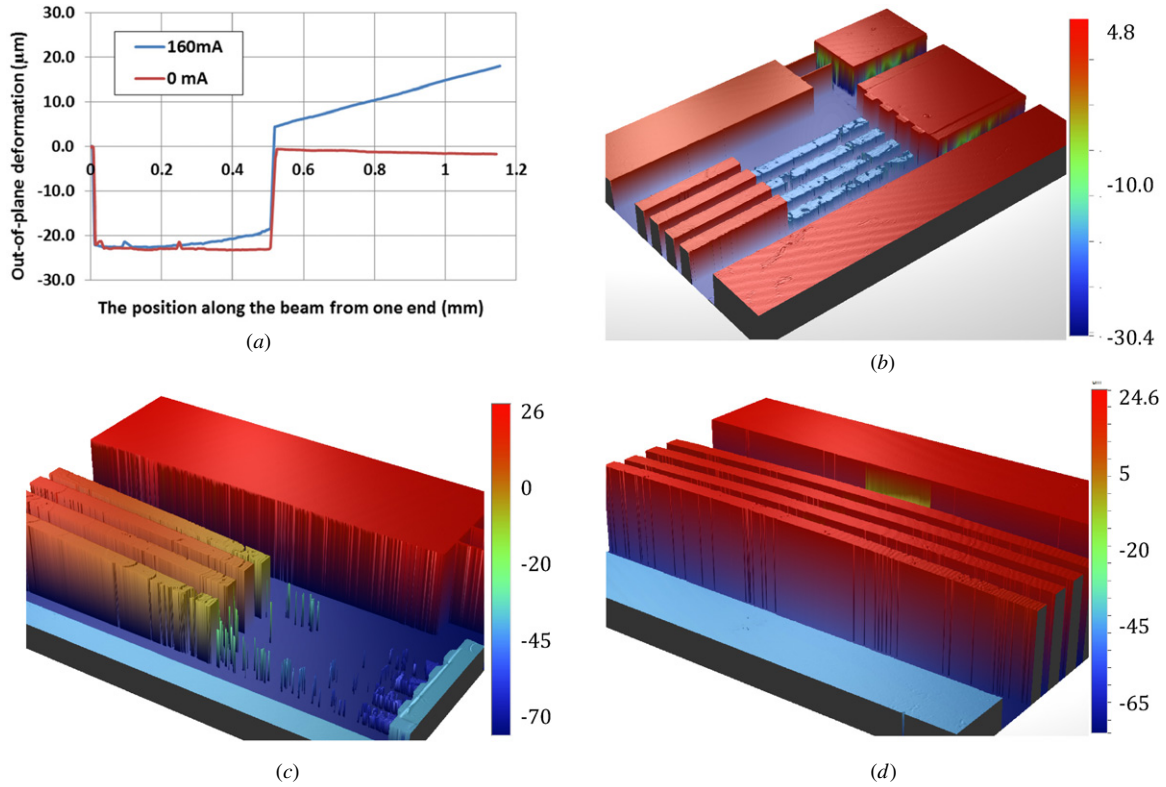 30.0
20.0
10.0
0.0
-10.0
-20.0
-30.0
Out-of-plane deformation (μm)
160mA
0 mA
0 0.2 0.4 0.6 0.8 1 1.2
The position along the beam from one end (mm)
(a)
4.8
-10.0
-30.4
(b)
26
0
-20
-45
-70
(c)
24.6
5
-20
-45
-65
(d)